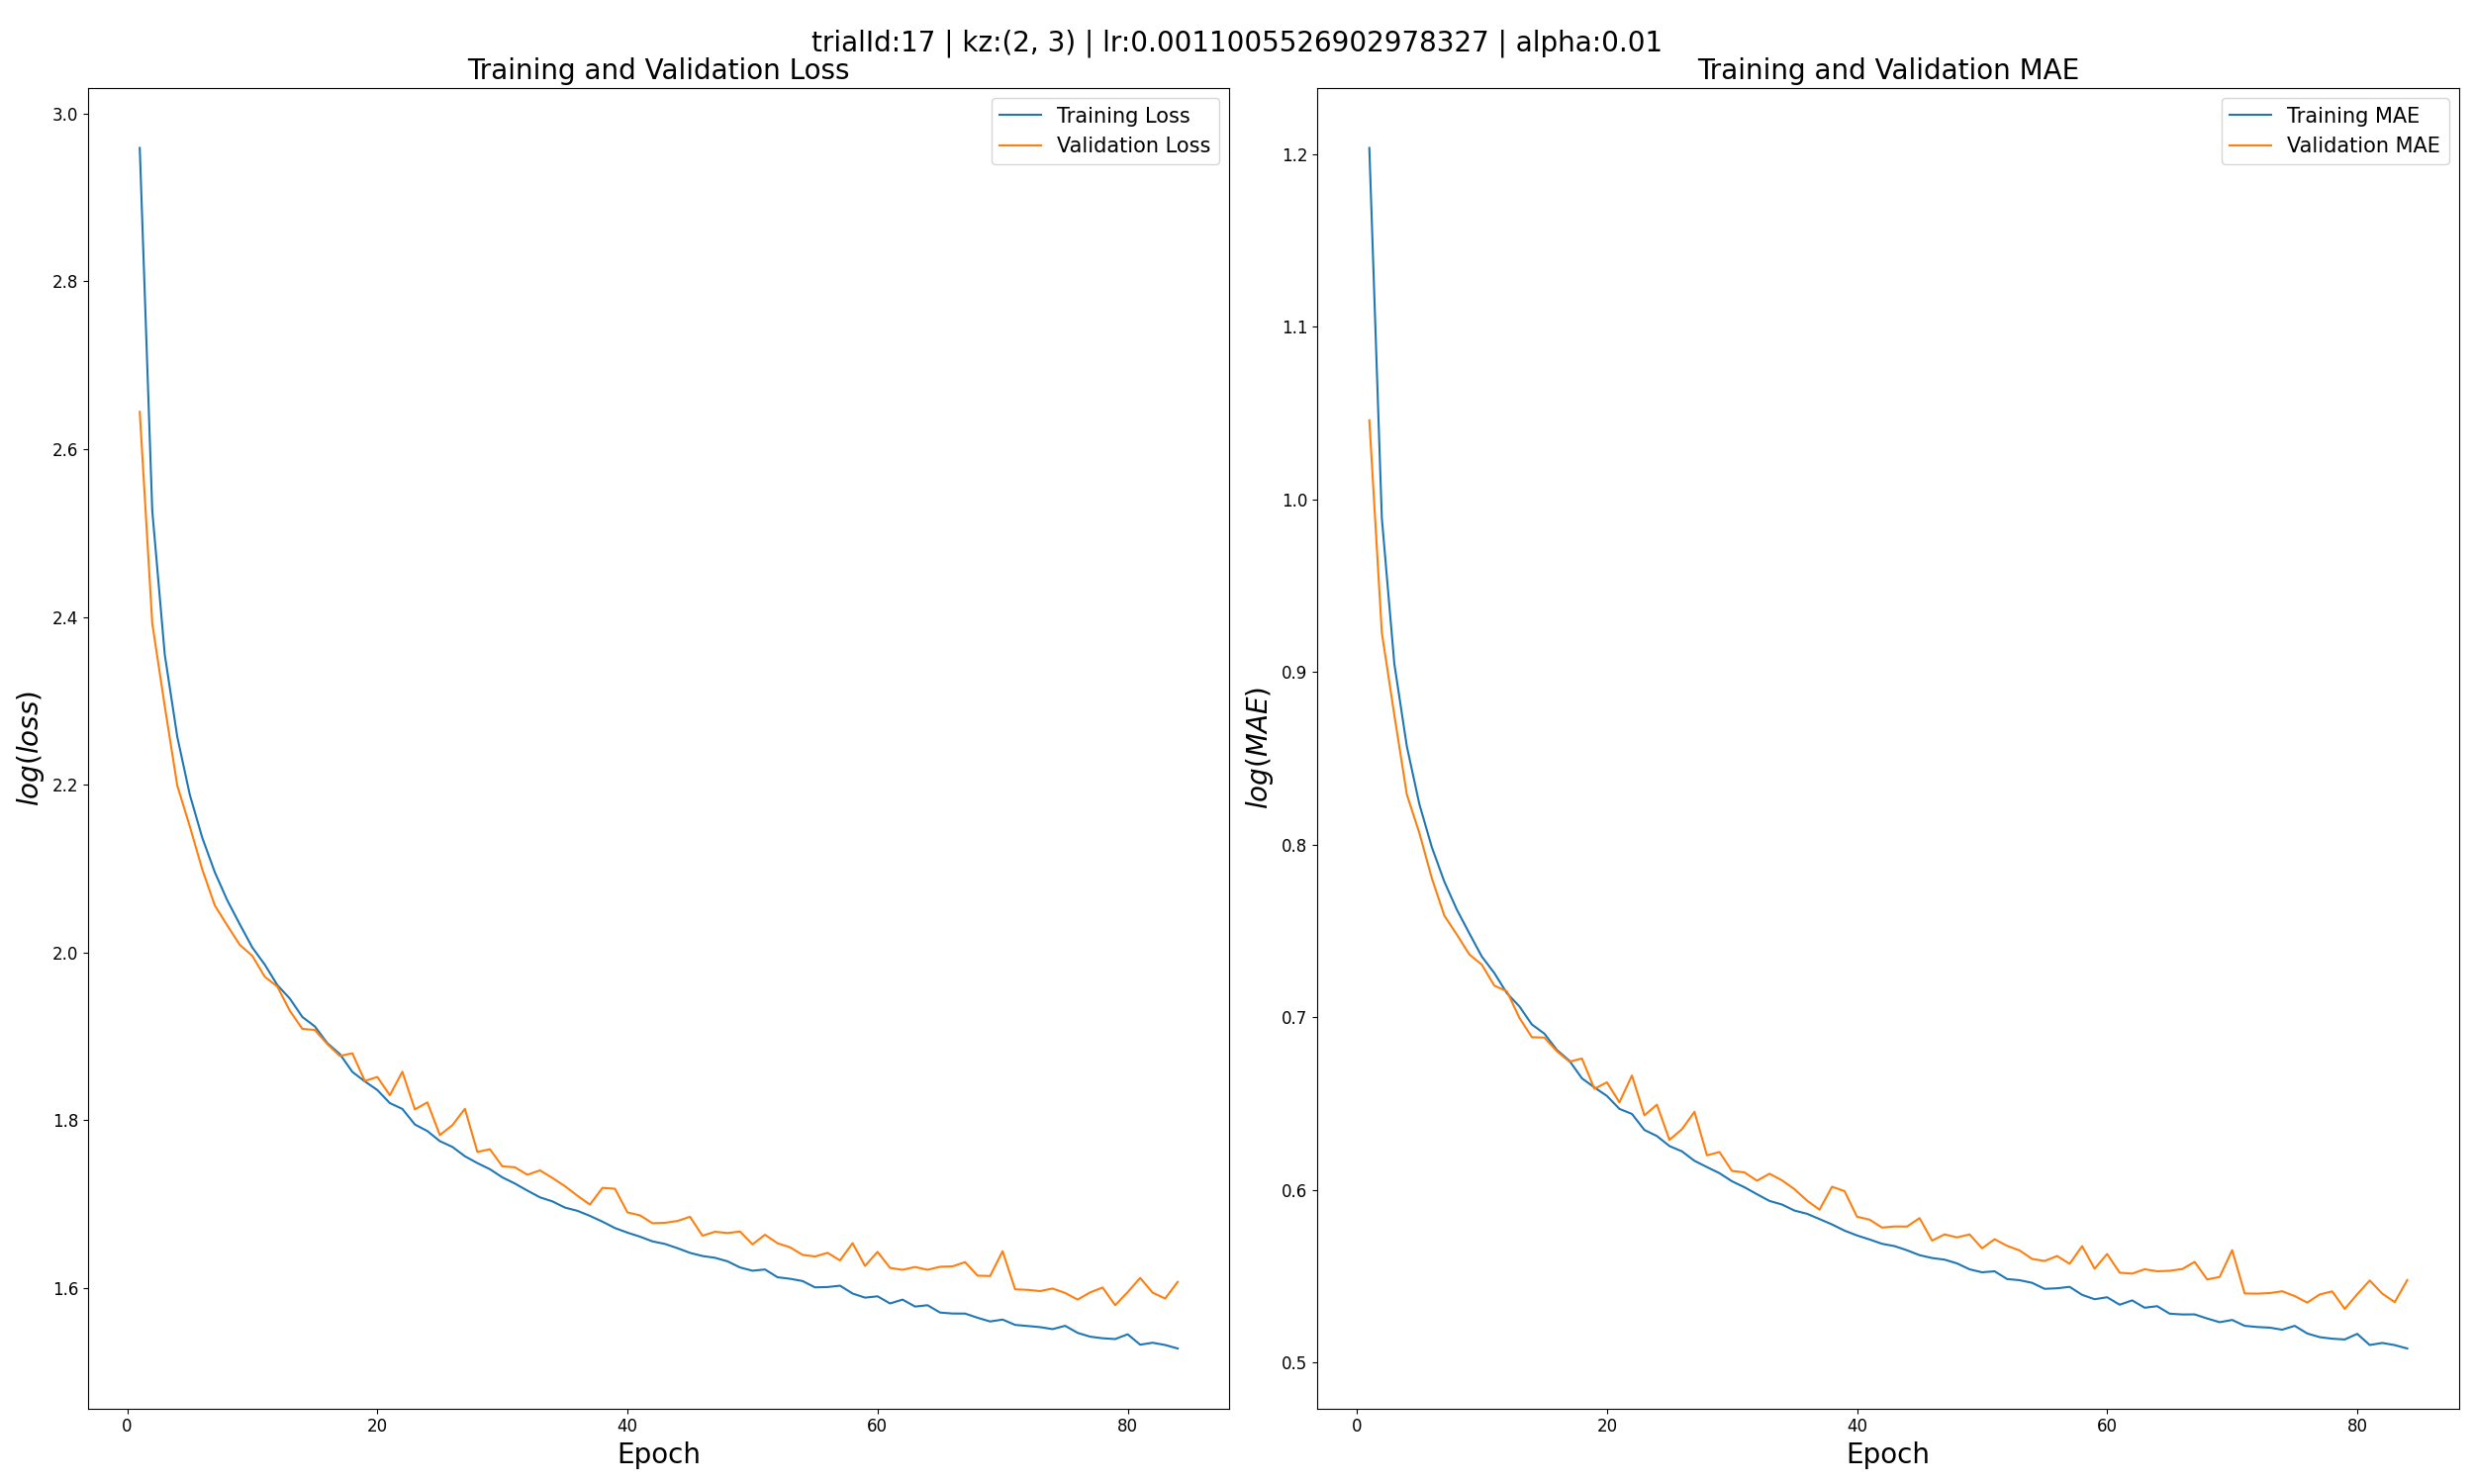 trialId:17 | kz:(2, 3) | lr:0.0011005526902978327 | alpha:0.01
Training and Validation Loss
Training Loss
Validation Loss
3.0
2.8
2.6
2.4
2.2
2.0
1.8
1.6
log(loss)
0 20 40 60 80
Epoch
Training and Validation MAE
Training MAE
Validation MAE
1.2
1.1
1.0
0.9
0.8
0.7
0.6
0.5
log(MAE)
0 20 40 60 80
Epoch